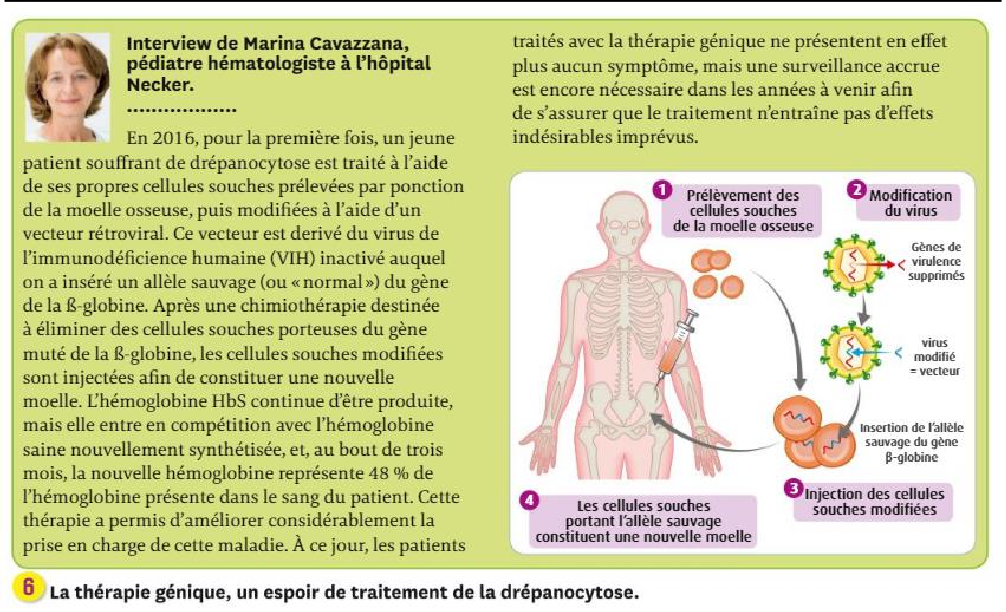 Interview de Marina Cavazzana,
pédiatre hématologiste à l'hôpital
Necker.
..................
En 2016, pour la première fois, un jeune
patient souffrant de drépanocytose est traité à l'aide
de ses propres cellules souches prélevées par ponction
de la moelle osseuse, puis modifiées à l'aide d'un
vecteur rétroviral. Ce vecteur est derivé du virus de
l'immunodéficience humaine (VIH) inactivé auquel
on a inséré un allèle sauvage (ou « normal ») du gène
de la ß-globine. Après une chimiothérapie destinée
à éliminer des cellules souches porteuses du gène
muté de la ß-globine, les cellules souches modifiées
sont injectées afin de constituer une nouvelle
moelle. L'hémoglobine HbS continue d'être produite,
mais elle entre en compétition avec l'hémoglobine
saine nouvellement synthétisée, et, au bout de trois
mois, la nouvelle hémoglobine représente 48 % de
l'hémoglobine présente dans le sang du patient. Cette
thérapie a permis d'améliorer considérablement la
prise en charge de cette maladie. À ce jour, les patients
traités avec la thérapie génique ne présentent en effet
plus aucun symptôme, mais une surveillance accrue
est encore nécessaire dans les années à venir afin
de s'assurer que le traitement n'entraîne pas d'effets
indésirables imprévus.
1 Prélèvement des
cellules souches
de la moelle osseuse
2 Modification
du virus
Gènes de
virulence
supprimés
virus
modifié
= vecteur
Insertion de l'allèle
sauvage du gène
β-globine
3 Injection des cellules
souches modifiées
4 Les cellules souches
portant l'allèle sauvage
constituent une nouvelle moelle
6 La thérapie génique, un espoir de traitement de la drépanocytose.